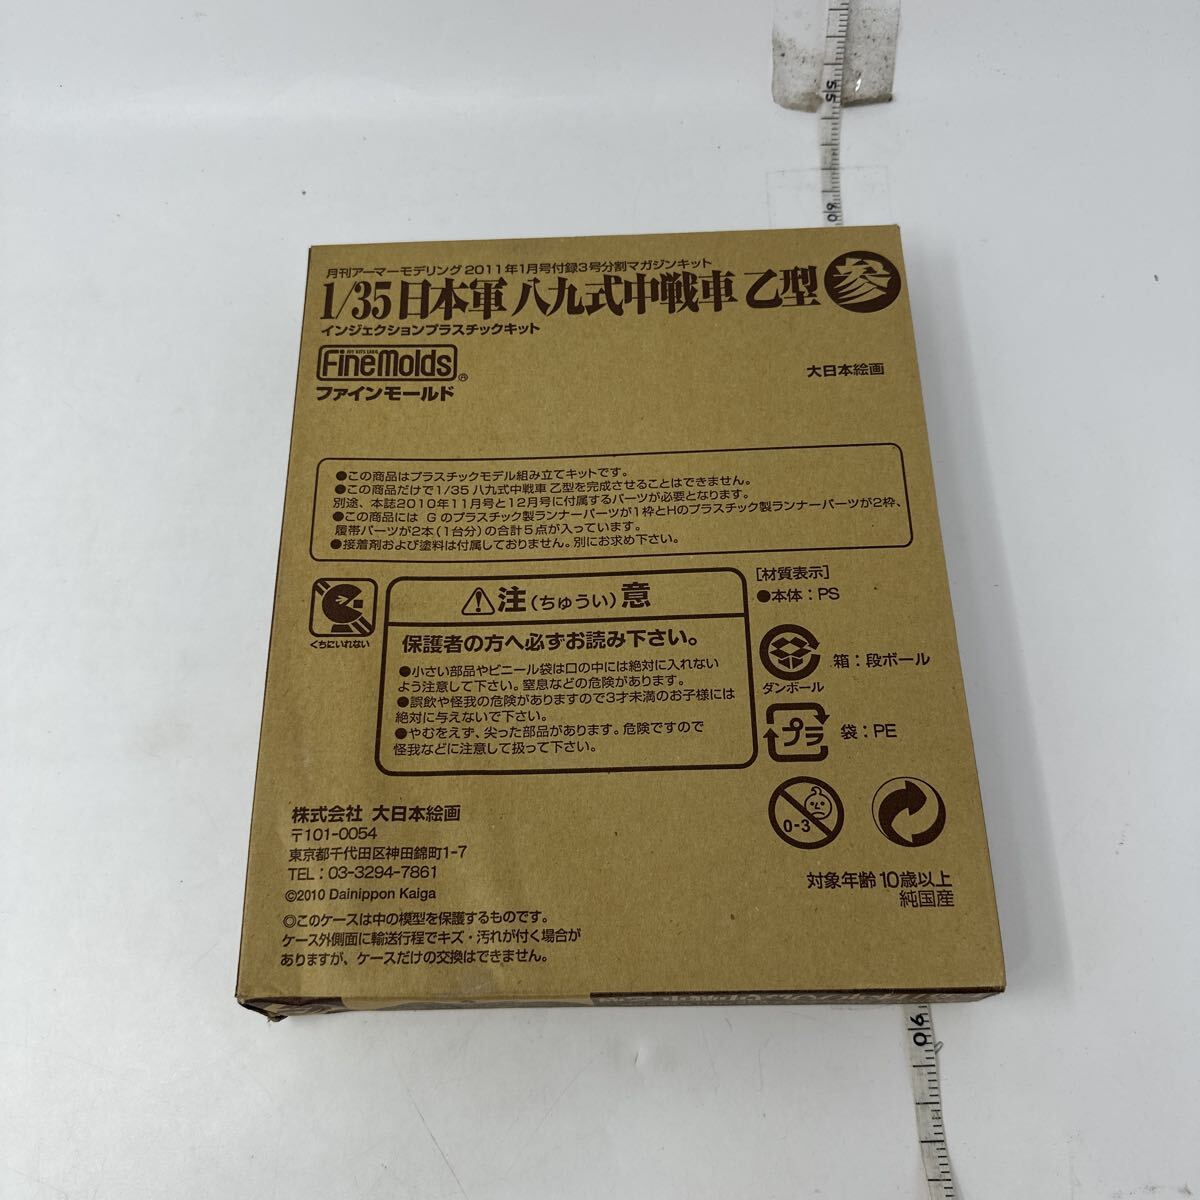 月刊アーマーモデリング 2011年1月号付録3号分割マガジンキット
1/35 日本軍 八九式中戦車 乙型 参
インジェクションプラスチックキット
FineMolds®
ファインモールド
大日本絵画
●この商品はプラスチックモデル組み立てキットです。
●この商品だけで1/35 八九式中戦車 乙型を完成させることはできません。
別途、本誌2010年11月号と12月号に付属するパーツが必要となります。
●この商品には Gのプラスチック製ランナーパーツが1枠とHのプラスチック製ランナーパーツが2枠、
履帯パーツが2本(1台分)の合計5点が入っています。
●接着剤および塗料は付属しておりません。別にお求め下さい。
くちにいれない
注(ちゅうい)意
保護者の方へ必ずお読み下さい。
●小さい部品やビニール袋は口の中には絶対に入れない
よう注意して下さい。窒息などの危険があります。
●誤飲や怪我の危険がありますので3才未満のお子様には
絶対に与えないで下さい。
●やむをえず、尖った部品があります。危険ですので
怪我などに注意して扱って下さい。
[材質表示]
●本体:PS
ダンボール
箱:段ボール
プラ
袋:PE
0-3
対象年齢10歳以上
純国産
株式会社 大日本絵画
〒101-0054
東京都千代田区神田錦町1-7
TEL:03-3294-7861
©2010 Dainippon Kaiga
◎このケースは中の模型を保護するものです。
ケース外側面に輸送行程でキズ・汚れが付く場合が
ありますが、ケースだけの交換はできません。
55
60
90